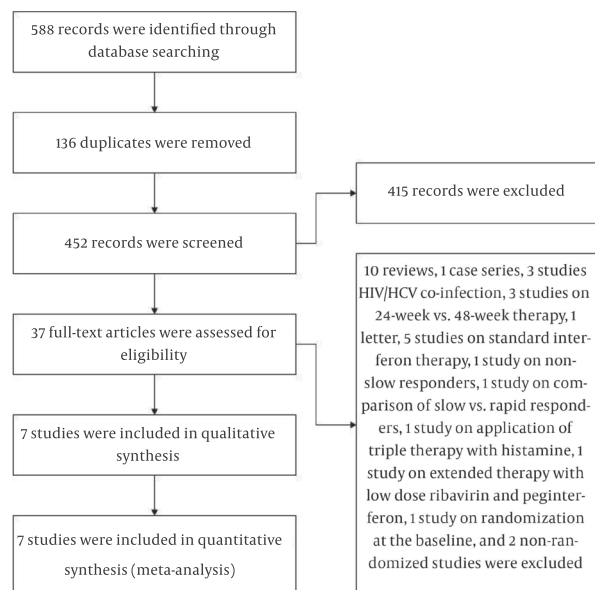 588 records were identified through
database searching
136 duplicates were removed
415 records were excluded
452 records were screened
10 reviews, 1 case series, 3 studies
HIV/HCV co-infection, 3 studies on
24-week vs. 48-week therapy, 1
letter, 5 studies on standard inter-
feron therapy, 1 study on non-
slow responders, 1 study on com-
parison of slow vs. rapid respond-
ers, 1 study on application of
triple therapy with histamine, 1
study on extended therapy with
low dose ribavirin and peginter-
feron, 1 study on randomization
at the baseline, and 2 non-ran-
domized studies were excluded
37 full-text articles were assessed for
eligibility
7 studies were included in qualitative
synthesis
7 studies were included in quantitative
synthesis (meta-analysis)